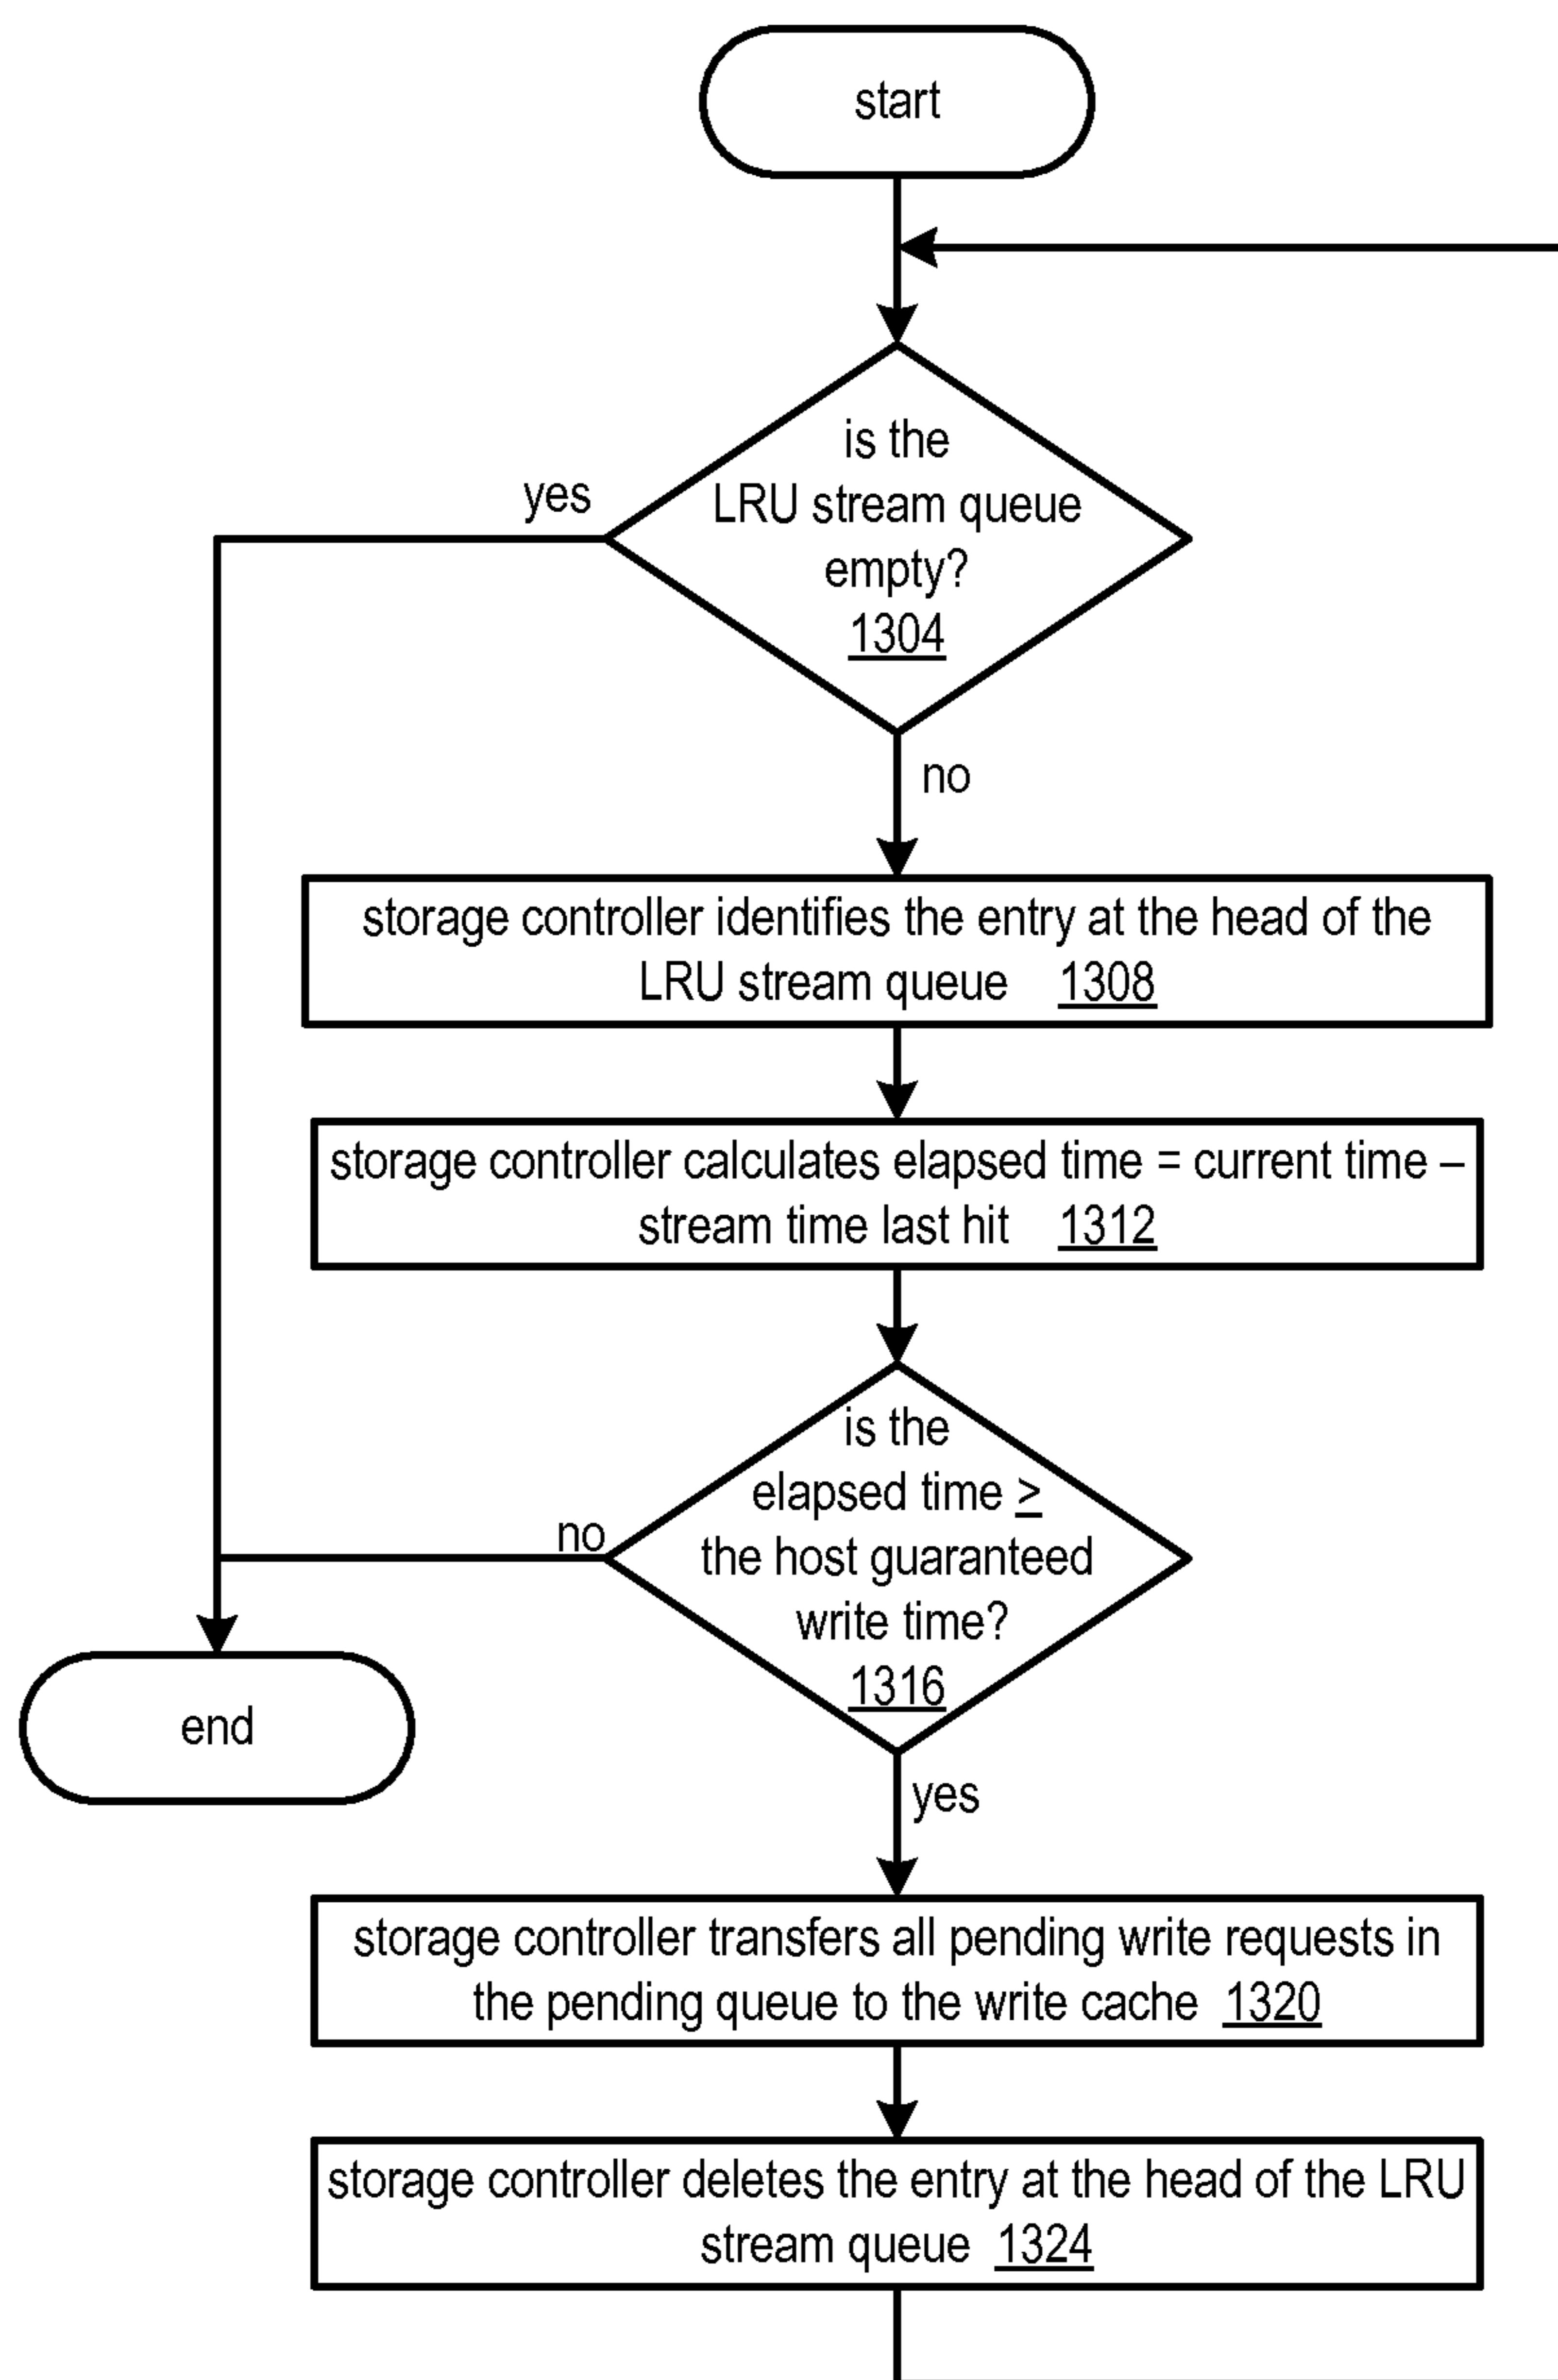 start
is the
LRU stream queue
empty?
1304
yes
no
storage controller identifies the entry at the head of the
LRU stream queue 1308
storage controller calculates elapsed time = current time –
stream time last hit 1312
is the
elapsed time ≥
the host guaranteed
write time?
1316
no
end
yes
storage controller transfers all pending write requests in
the pending queue to the write cache 1320
storage controller deletes the entry at the head of the LRU
stream queue 1324